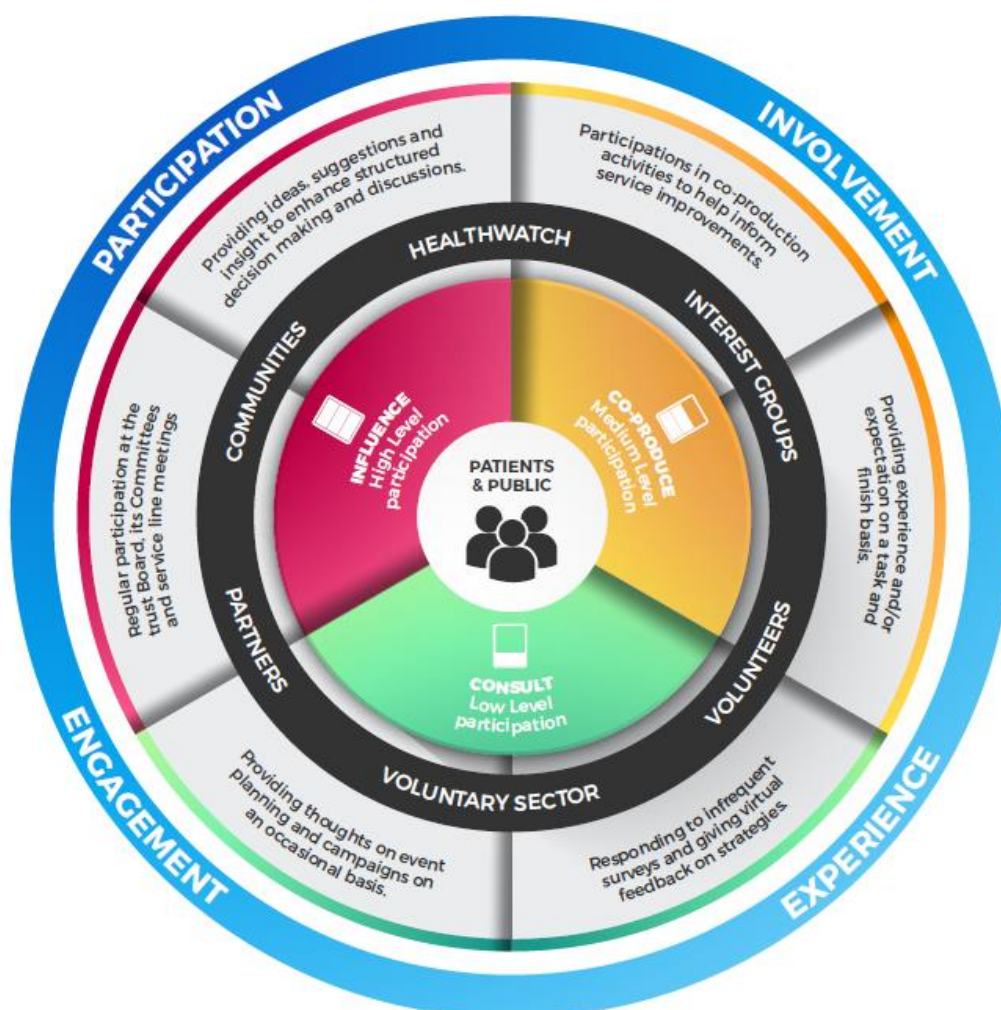 PARTICIPATION
INVOLVEMENT
EXPERIENCE
ENGAGEMENT
Providing ideas, suggestions and
insight to enhance structured
decision making and discussions.
Participations in co-production
activities to help inform
service improvements.
Providing experience and/or
expectation on a task and
finish basis.
Responding to infrequent
surveys and giving virtual
feedback on strategies.
Providing thoughts on event
planning and campaigns on
an occasional basis.
Regular participation at the
trust Board, its Committees
and service line meetings
HEALTHWATCH
INTEREST GROUPS
VOLUNTEERS
VOLUNTARY SECTOR
PARTNERS
COMMUNITIES
INFLUENCE
High Level
participation
CO-PRODUCE
Medium Level
participation
CONSULT
Low Level
participation
PATIENTS
& PUBLIC